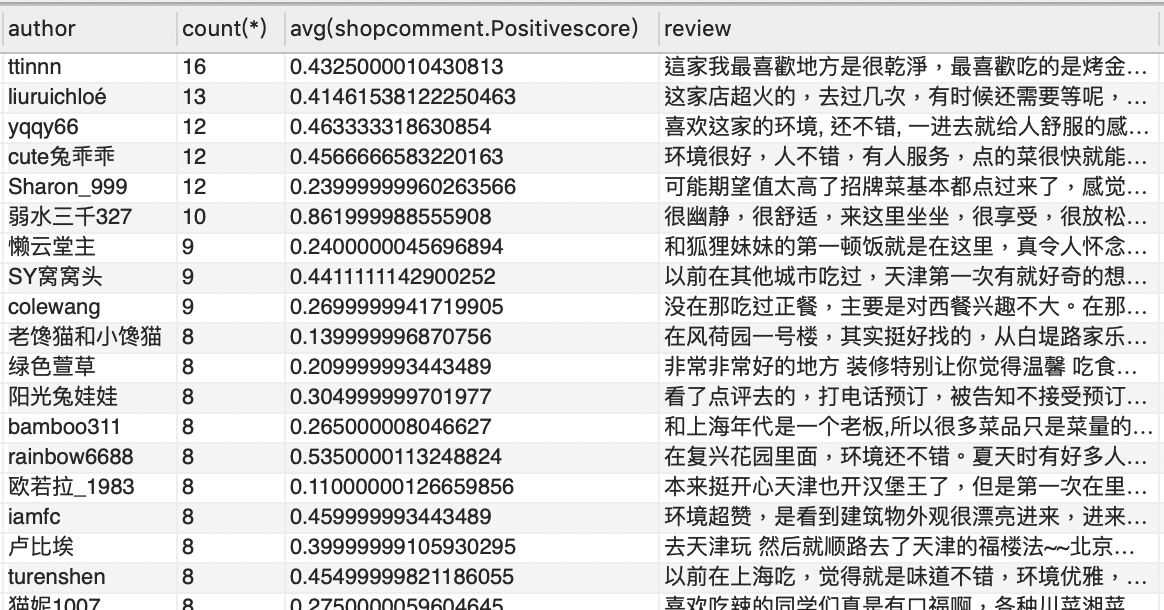 author count(*) avg(shopcomment.Positivescore) review
ttinnn 16 0.4325000010430813 這家我最喜歡地方是很乾淨，最喜歡吃的是烤金…
liuruichloé 13 0.41461538122250463 这家店超火的，去过几次，有时候还需要等呢，…
yqqy66 12 0.463333318630854 喜欢这家的环境, 还不错, 一进去就给人舒服的感…
cute兔乖乖 12 0.4566666583220163 环境很好，人不错，有人服务，点的菜很快就能…
Sharon_999 12 0.23999999960263566 可能期望值太高了招牌菜基本都点过来了，感觉…
弱水三千327 10 0.861999988555908 很幽静，很舒适，来这里坐坐，很享受，很放松…
懒云堂主 9 0.2400000045696894 和狐狸妹妹的第一顿饭就是在这里，真令人怀念…
SY窝窝头 9 0.4411111142900252 以前在其他城市吃过，天津第一次有就好奇的想…
colewang 9 0.2699999941719905 没在那吃过正餐，主要是对西餐兴趣不大。在那…
老馋猫和小馋猫 8 0.139999996870756 在风荷园一号楼，其实挺好找的，从白堤路家乐…
绿色萱草 8 0.209999993443489 非常非常好的地方 装修特别让你觉得温馨 吃食…
阳光兔娃娃 8 0.304999999701977 看了点评去的，打电话预订，被告知不接受预订…
bamboo311 8 0.265000008046627 和上海年代是一个老板,所以很多菜品只是菜量的…
rainbow6688 8 0.5350000113248824 在复兴花园里面，环境还不错。夏天时有好多人…
欧若拉_1983 8 0.11000000126659856 本来挺开心天津也开汉堡王了，但是第一次在里…
iamfc 8 0.459999993443489 环境超赞，是看到建筑物外观很漂亮进来，进来…
卢比埃 8 0.39999999105930295 去天津玩 然后就顺路去了天津的福楼法~~北京…
turenshen 8 0.45499999821186055 以前在上海吃，觉得就是味道不错，环境优雅，…
猫妮1007 8 0.2750000059604645 喜欢吃辣的同学们真是有口福啊，各种川菜湘菜…